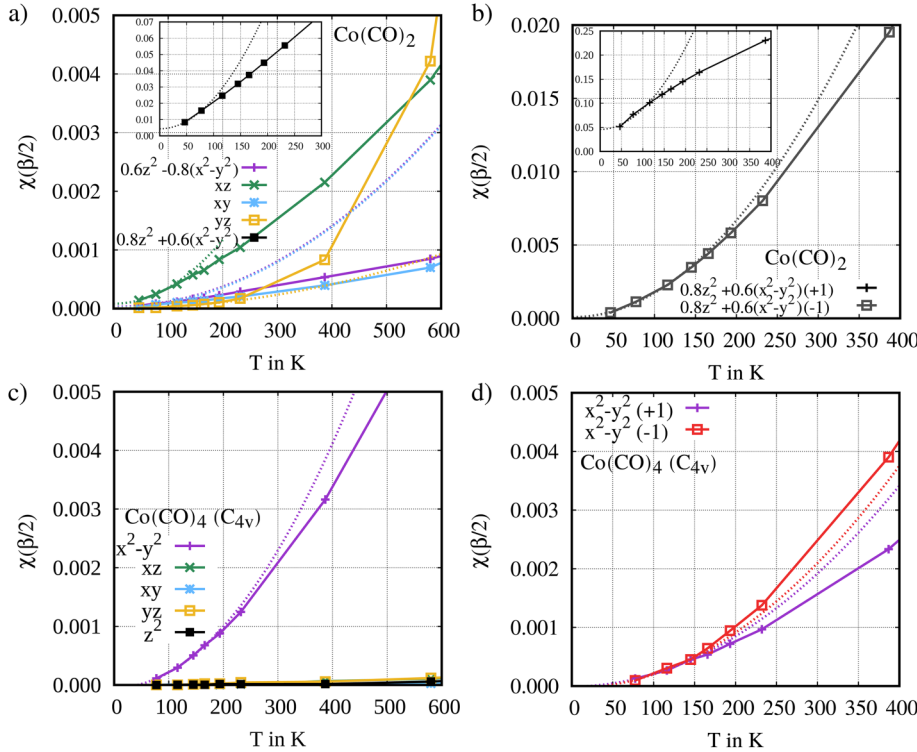 a)
Co(CO)2
χ(β/2)
0.005
0.004
0.003
0.002
0.001
0.000
0.07
0.06
0.05
0.04
0.03
0.02
0.01
0.00
0 50 100 150 200 250 300
0.6z2 -0.8(x2-y2)
xz
xy
yz
0.8z2 +0.6(x2-y2)
0 100 200 300 400 500 600
T in K
b)
χ(β/2)
0.020
0.015
0.010
0.005
0.000
0.25
0.20
0.15
0.10
0.05
0.00
0 50 100 150 200 250 300 350 400
Co(CO)2
0.8z2 +0.6(x2-y2)(+1)
0.8z2 +0.6(x2-y2)(-1)
0 50 100 150 200 250 300 350 400
T in K
c)
χ(β/2)
0.005
0.004
0.003
0.002
0.001
0.000
Co(CO)4 (C4v)
x2-y2
xz
xy
yz
z2
0 100 200 300 400 500 600
T in K
d)
χ(β/2)
0.005
0.004
0.003
0.002
0.001
0.000
x2-y2 (+1)
x2-y2 (-1)
Co(CO)4 (C4v)
0 50 100 150 200 250 300 350 400
T in K